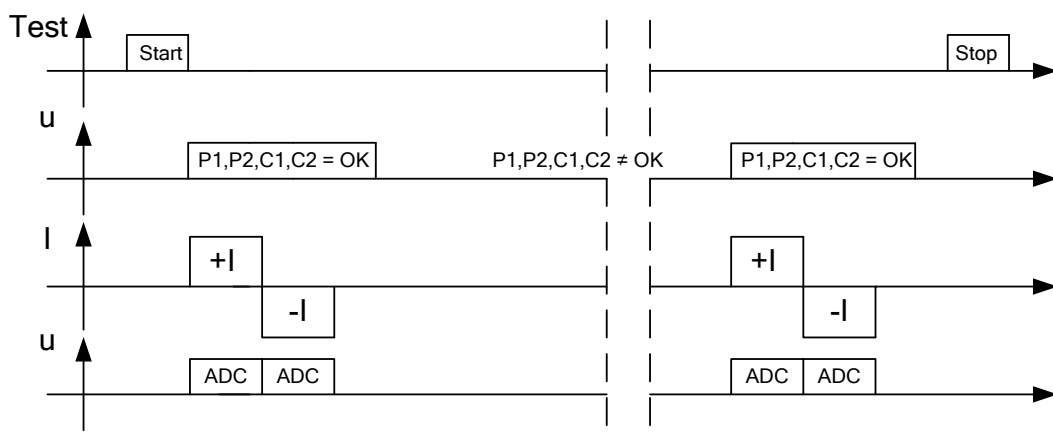 Test
Start
Stop
u
P1,P2,C1,C2 = OK
P1,P2,C1,C2 ≠ OK
P1,P2,C1,C2 = OK
I
+I
-I
+I
-I
u
ADC ADC
ADC ADC